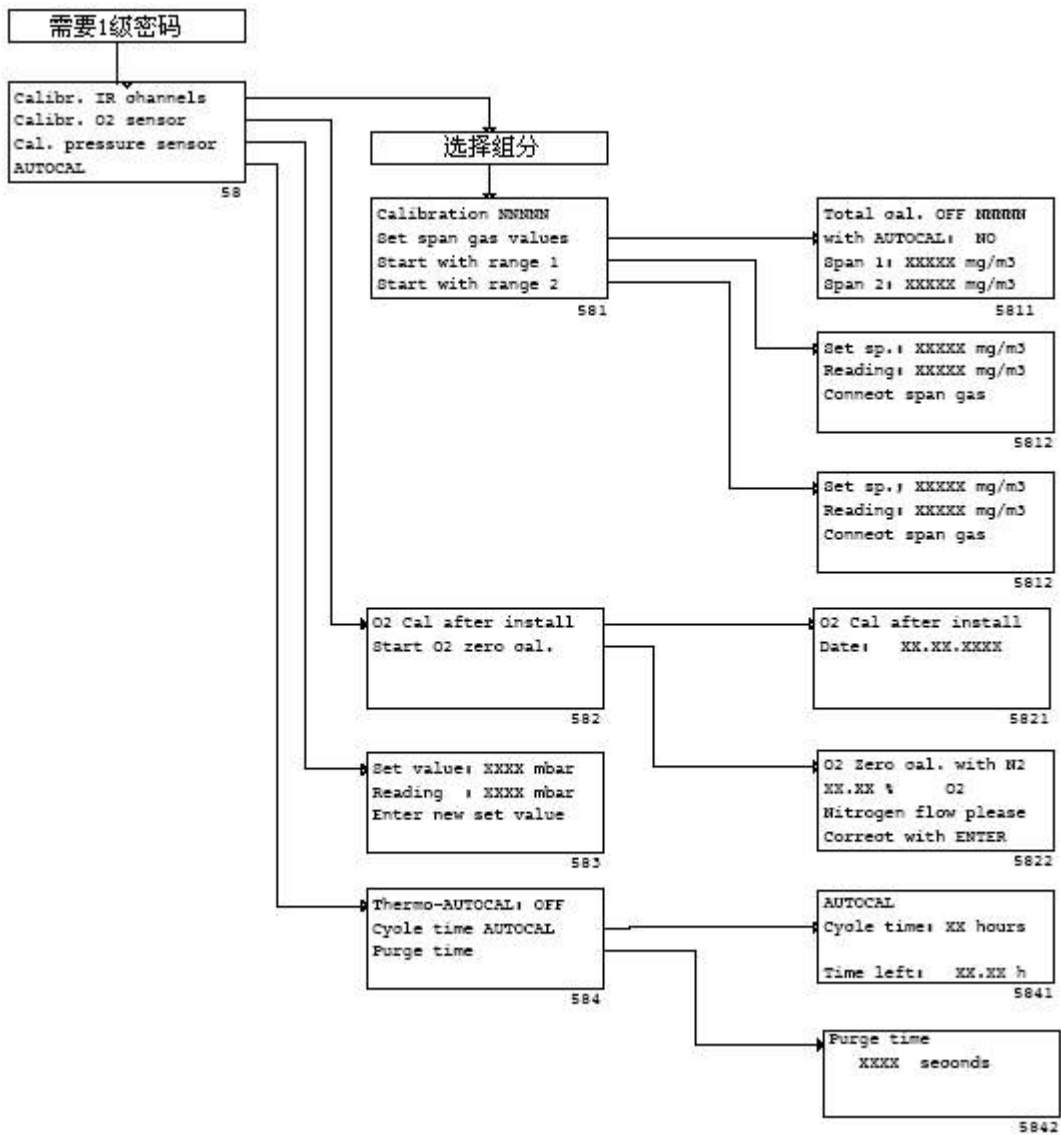 需要1级密码
Calibr. IR channels
Calibr. O2 sensor
Cal. pressure sensor
AUTOCAL
58
选择组分
Calibration NNNNN
Set span gas values
Start with range 1
Start with range 2
581
Total cal. OFF NNNNN
with AUTOCAL: NO
Span 1: XXXXX mg/m3
Span 2: XXXXX mg/m3
5811
Set sp.: XXXXX mg/m3
Reading: XXXXX mg/m3
Connect span gas
5812
Set sp.: XXXXX mg/m3
Reading: XXXXX mg/m3
Connect span gas
5812
O2 Cal after install
Start O2 zero cal.
582
O2 Cal after install
Date: XX.XX.XXXX
5821
Set value: XXXX mbar
Reading : XXXX mbar
Enter new set value
583
O2 Zero cal. with N2
XX.XX % O2
Nitrogen flow please
Correct with ENTER
5822
Thermo-AUTOCAL: OFF
Cycle time AUTOCAL
Purge time
584
AUTOCAL
Cycle time: XX hours
Time left: XX.XX h
5841
Purge time
XXXX seconds
5842